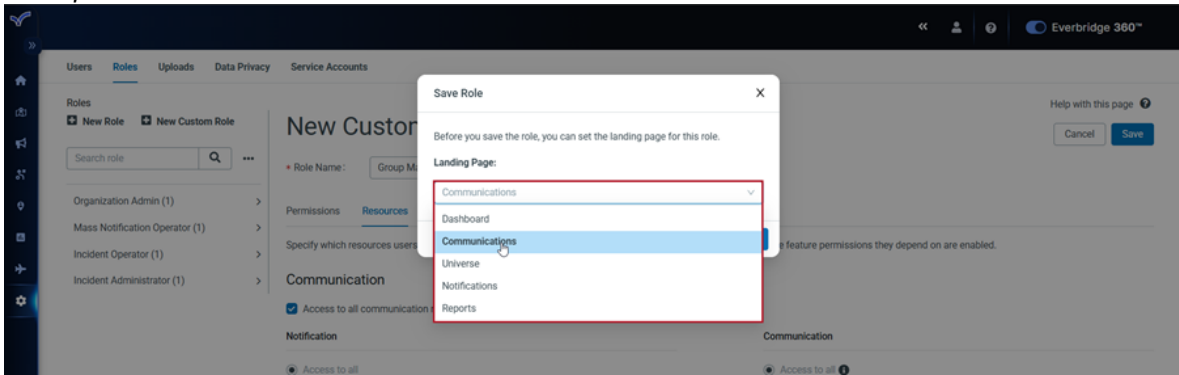 Everbridge 360™
Users Roles Uploads Data Privacy Service Accounts
Roles
New Role New Custom Role
Search role
Organization Admin (1)
Mass Notification Operator (1)
Incident Operator (1)
Incident Administrator (1)
Help with this page
New Custor
Cancel Save
Role Name: Group Ma
Permissions Resources
Specify which resources users
e feature permissions they depend on are enabled.
Communication
Access to all communication
Notification
Communication
Access to all
Access to all
Save Role
Before you save the role, you can set the landing page for this role.
Landing Page:
Communications
Dashboard
Communications
Universe
Notifications
Reports